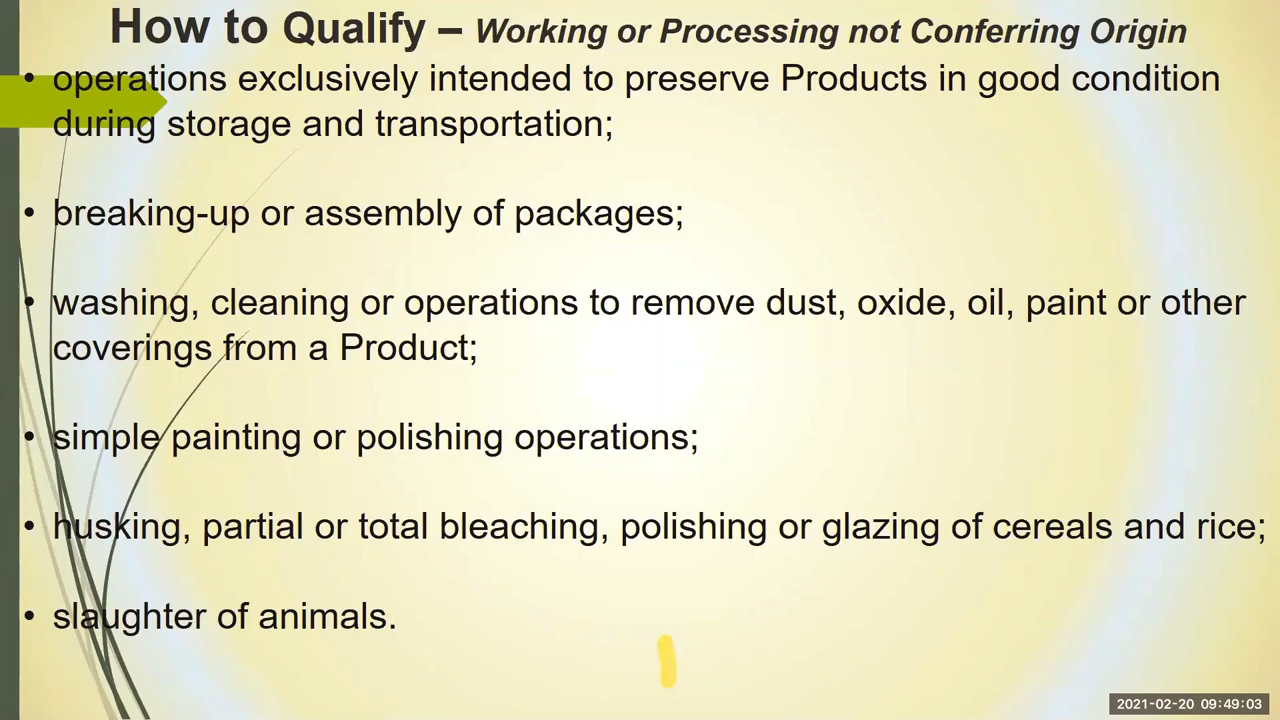 How to Qualify – Working or Processing not Conferring Origin
• operations exclusively intended to preserve Products in good condition
during storage and transportation;
• breaking-up or assembly of packages;
• washing, cleaning or operations to remove dust, oxide, oil, paint or other
coverings from a Product;
• simple painting or polishing operations;
• husking, partial or total bleaching, polishing or glazing of cereals and rice;
• slaughter of animals.
2021-02-20 09:49:03